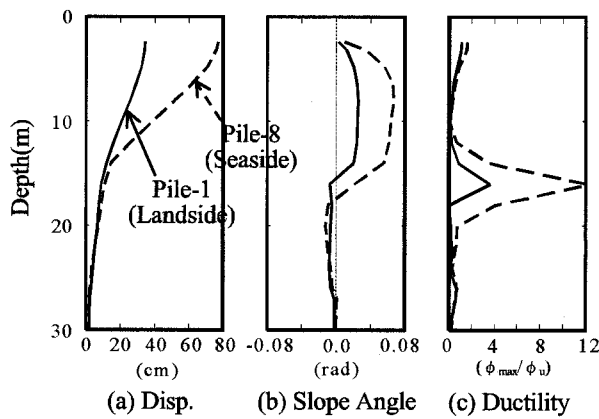 0
10
20
30
Depth(m)
Pile-8
(Seaside)
Pile-1
(Landside)
0 20 40 60 80
(cm)
-0.08 0.0 0.08
(rad)
0 4 8 12
{ϕmax/ϕu}
(a) Disp.
(b) Slope Angle
(c) Ductility